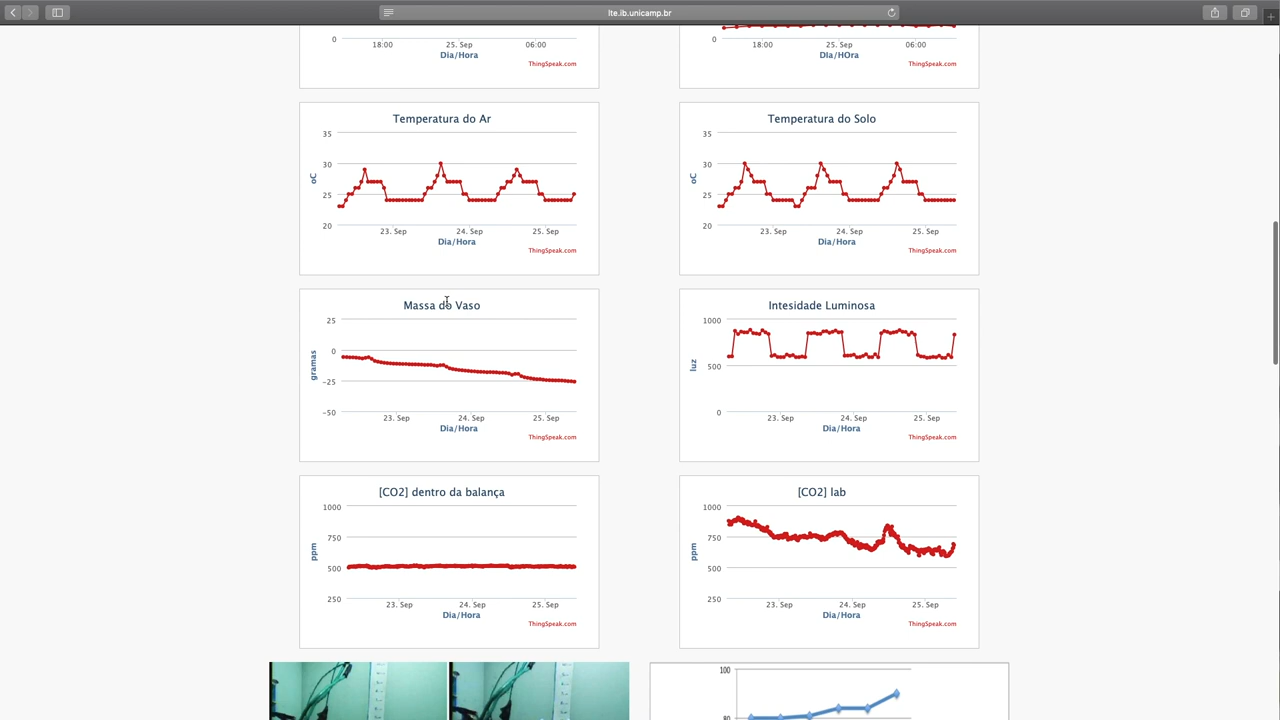 lte.ib.unicamp.br
0
18:00 25. Sep 06:00
Dia/Hora
ThingSpeak.com
0
18:00 25. Sep 06:00
DIa/HOra
ThingSpeak.com
Temperatura do Ar
35
30
25
20
oC
23. Sep 24. Sep 25. Sep
Dia/Hora
ThingSpeak.com
Temperatura do Solo
35
30
25
20
oC
23. Sep 24. Sep 25. Sep
Dia/Hora
ThingSpeak.com
Massa do Vaso
25
0
-25
-50
gramas
23. Sep 24. Sep 25. Sep
Dia/Hora
ThingSpeak.com
Intesidade Luminosa
1000
500
0
luz
23. Sep 24. Sep 25. Sep
Dia/Hora
ThingSpeak.com
[CO2] dentro da balança
1000
750
500
250
ppm
23. Sep 24. Sep 25. Sep
Dia/Hora
ThingSpeak.com
[CO2] lab
1000
750
500
250
ppm
23. Sep 24. Sep 25. Sep
Dia/Hora
ThingSpeak.com
100
80